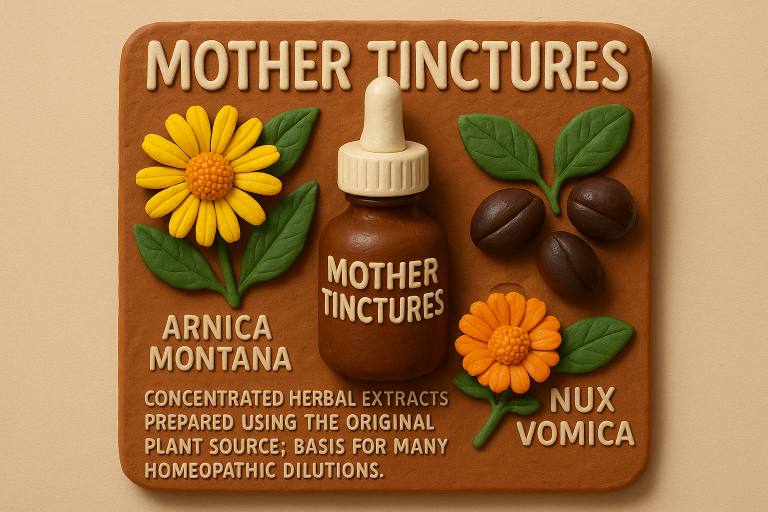 MOTHER TINCTURES
MOTHER
TINCTURES
ARNICA
MONTANA
CONCENTRATED HERBAL EXTRACTS
PREPARED USING THE ORIGINAL
PLANT SOURCE; BASIS FOR MANY
HOMEOPATHIC DILUTIONS.
NUX
VOMICA